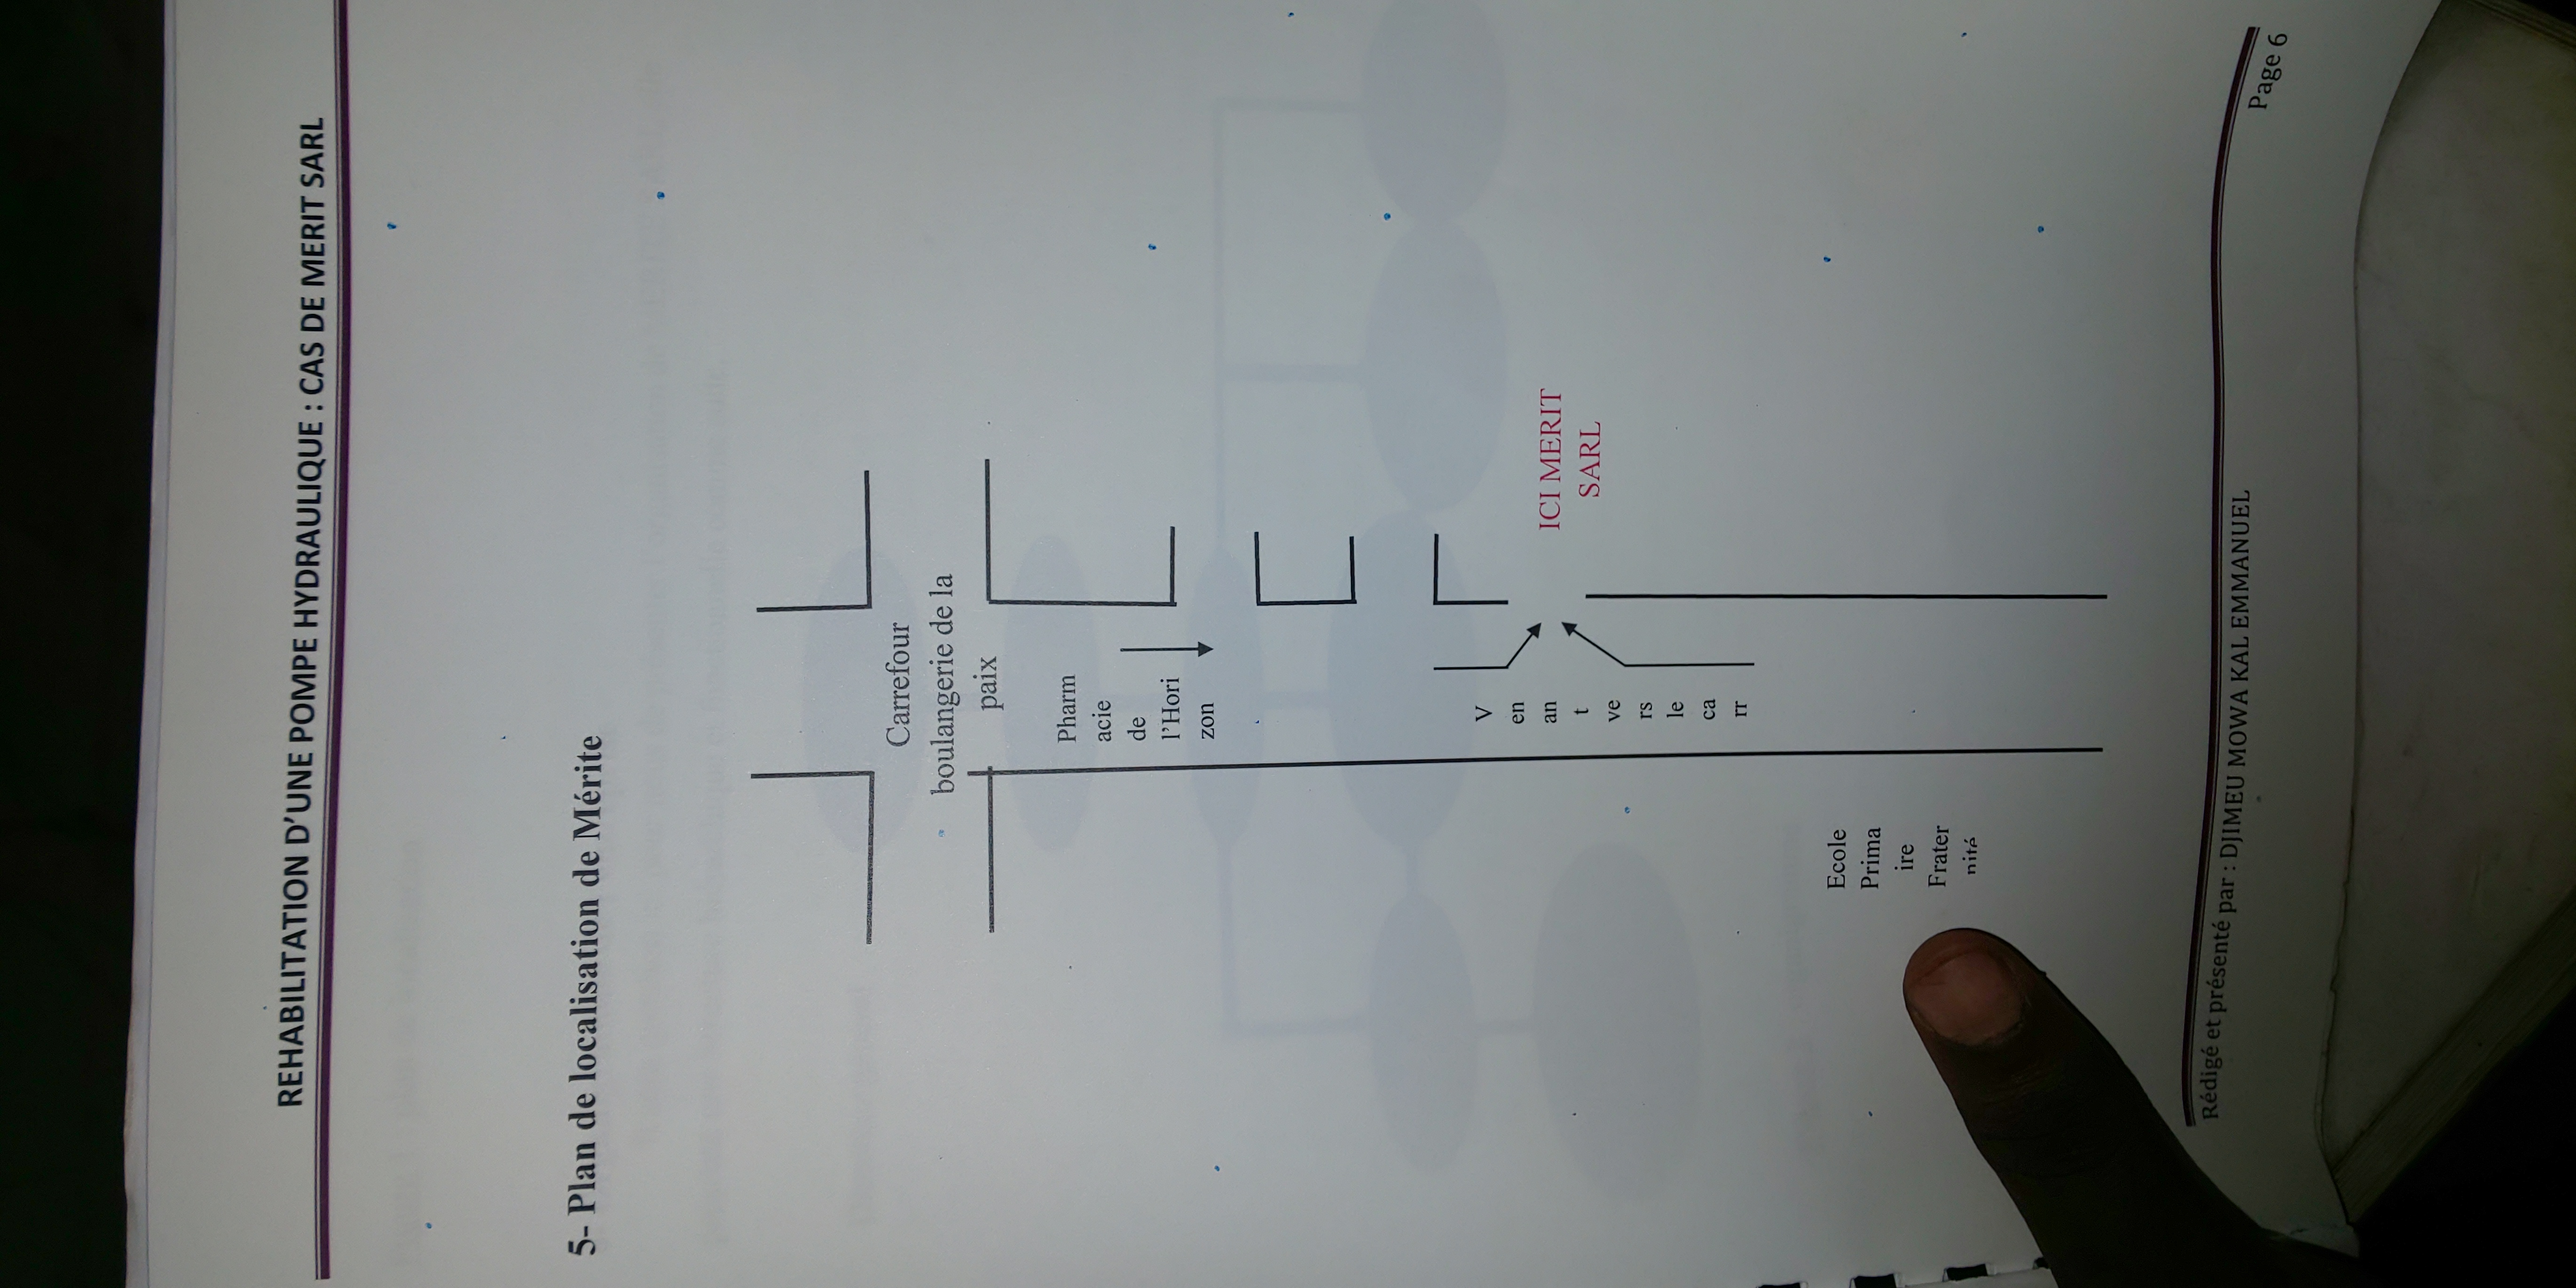 REHABILITATION D'UNE POMPE HYDRAULIQUE : CAS DE MERIT SARL
5- Plan de localisation de Mérite
Carrefour
boulangerie de la
paix
Pharm
acie
de
l'Hori
zon
V
en
an
t
ve
rs
le
ca
rr
ICI MERIT
SARL
Ecole
Prima
ire
Frater
nité
Rédigé et présenté par : DJIMEU MOWA KAL EMMANUEL
Page 6